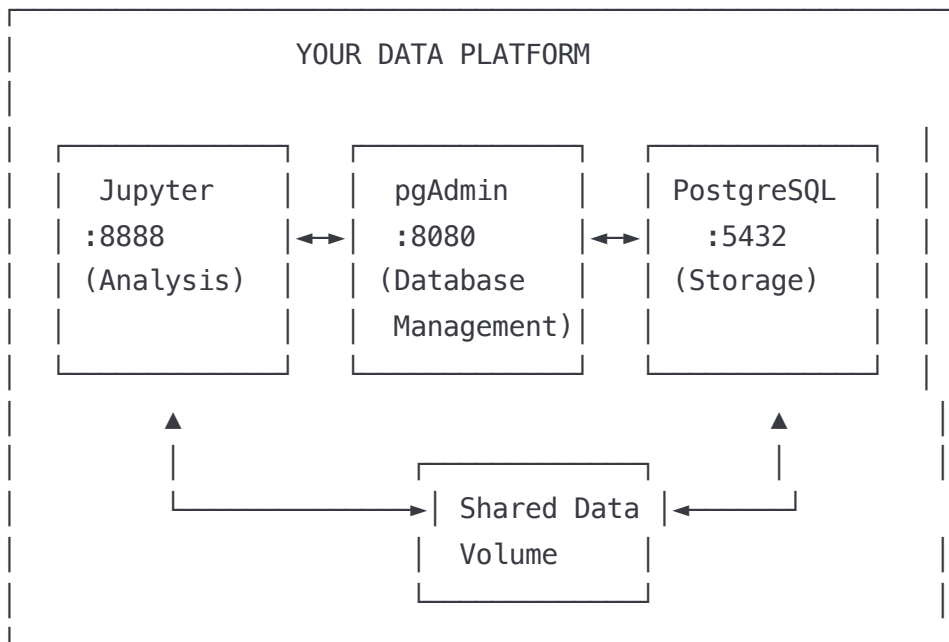 YOUR DATA PLATFORM
Jupyter pgAdmin PostgreSQL
:8888 :8080 :5432
(Analysis) (Database (Storage)
Management)
Shared Data
Volume